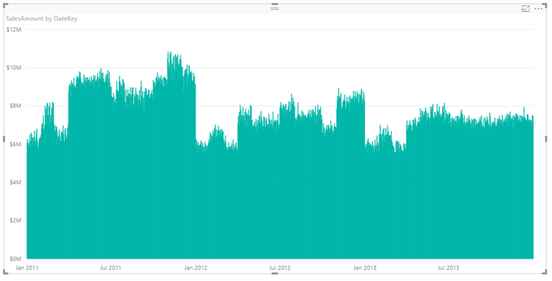 SalesAmount by DateKey
$12M
$10M
$8M
$6M
$4M
$2M
$0M
Jan 2011 Jul 2011 Jan 2012 Jul 2012 Jan 2013 Jul 2013